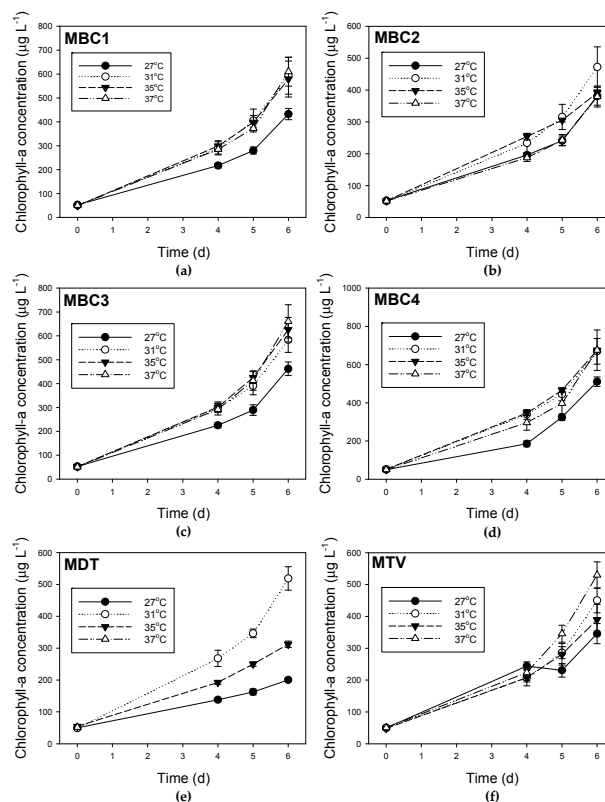 Chlorophyll-a concentration (µg L⁻¹)
800
700
600
500
400
300
200
100
0
MBC1
27°C
31°C
35°C
37°C
0 1 2 3 4 5 6
Time (d)
(a)
Chlorophyll-a concentration (µg L⁻¹)
600
500
400
300
200
100
0
MBC2
27°C
31°C
35°C
37°C
0 1 2 3 4 5 6
Time (d)
(b)
Chlorophyll-a concentration (µg L⁻¹)
800
700
600
500
400
300
200
100
0
MBC3
27°C
31°C
35°C
37°C
0 1 2 3 4 5 6
Time (d)
(c)
Chlorophyll-a concentration (µg L⁻¹)
1000
800
600
400
200
0
MBC4
27°C
31°C
35°C
37°C
0 1 2 3 4 5 6
Time (d)
(d)
Chlorophyll-a concentration (µg L⁻¹)
600
500
400
300
200
100
0
MDT
27°C
31°C
35°C
37°C
0 1 2 3 4 5 6
Time (d)
(e)
Chlorophyll-a concentration (µg L⁻¹)
600
500
400
300
200
100
0
MTV
27°C
31°C
35°C
37°C
0 1 2 3 4 5 6
Time (d)
(f)